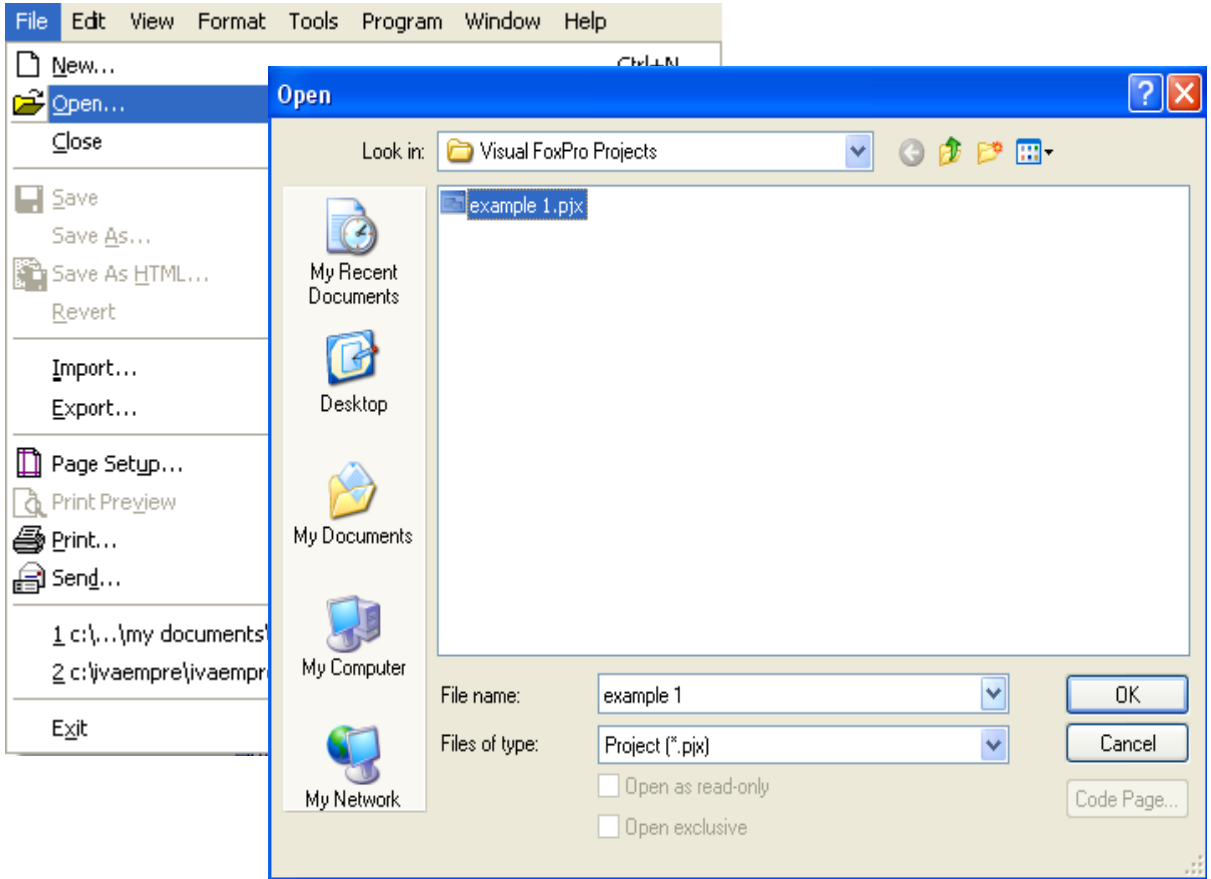 File Edit View Format Tools Program Window Help
New... Ctrl+N
Open...
Close
Save
Save As...
Save As HTML...
Revert
Import...
Export...
Page Setup...
Print Preview
Print...
Send...
1 c:\...\my documents\
2 c:\ivaempre\ivaempr
Exit
Open
Look in: Visual FoxPro Projects
example 1.pjx
My Recent
Documents
Desktop
My Documents
My Computer
My Network
File name: example 1 OK
Files of type: Project (*.pjx) Cancel
Open as read-only
Code Page...
Open exclusive